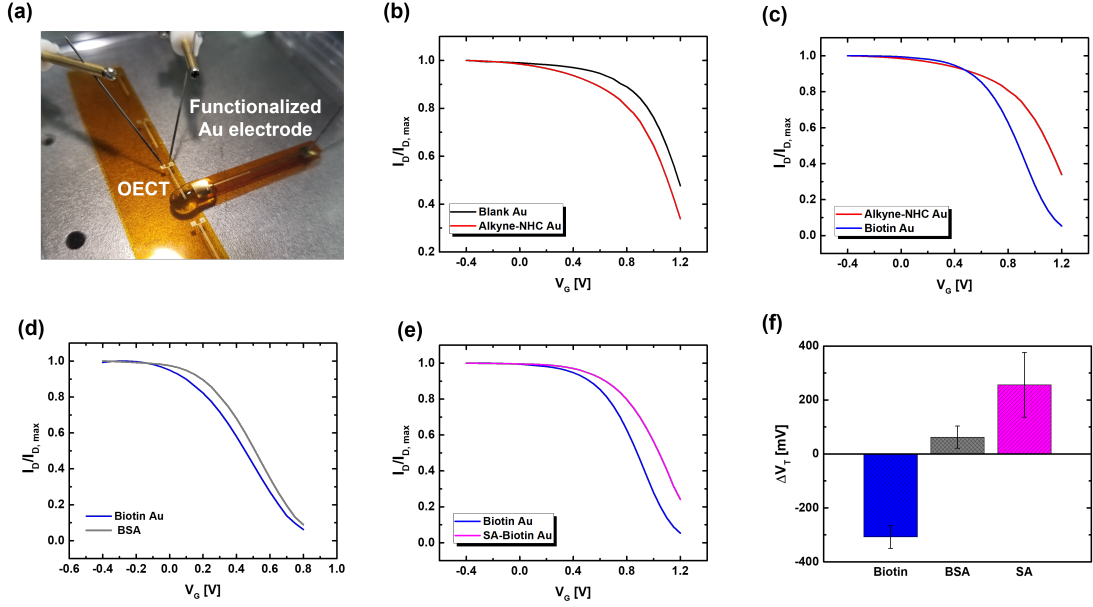 (a)
Functionalized
Au electrode
OECT
(b)
1.0
0.8
0.6
0.4
0.2
-0.4 0.0 0.4 0.8 1.2
I_D/I_D, max
V_G [V]
Blank Au
Alkyne-NHC Au
(c)
1.0
0.8
0.6
0.4
0.2
0.0
-0.4 0.0 0.4 0.8 1.2
I_D/I_D, max
V_G [V]
Alkyne-NHC Au
Biotin Au
(d)
1.0
0.8
0.6
0.4
0.2
0.0
-0.6 -0.4 -0.2 0.0 0.2 0.4 0.6 0.8 1.0
I_D/I_D, max
V_G [V]
Biotin Au
BSA
(e)
1.0
0.8
0.6
0.4
0.2
0.0
-0.4 0.0 0.4 0.8 1.2
I_D/I_D, max
V_G [V]
Biotin Au
SA-Biotin Au
(f)
400
200
0
-200
-400
ΔV_T [mV]
Biotin BSA SA